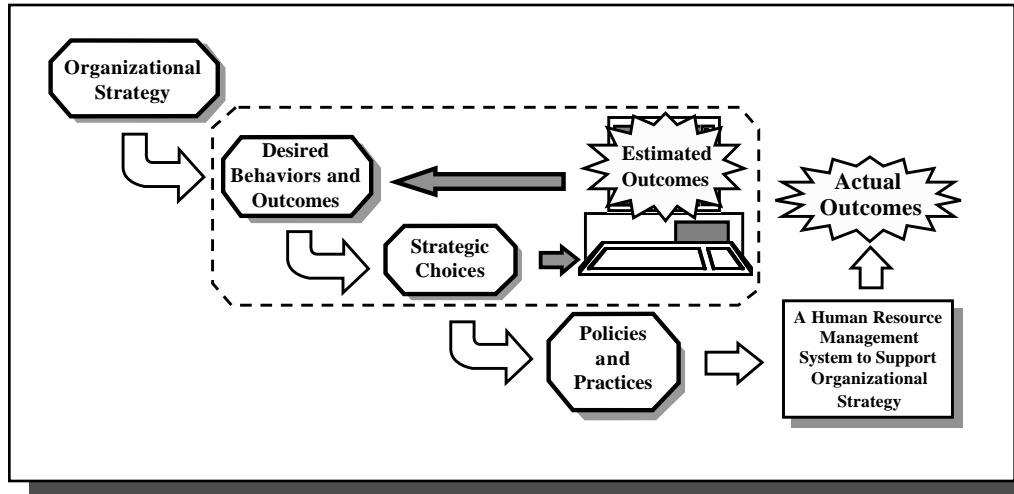 Organizational
Strategy
Desired
Behaviors and
Outcomes
Estimated
Outcomes
Actual
Outcomes
Strategic
Choices
Policies
and
Practices
A Human Resource
Management
System to Support
Organizational
Strategy